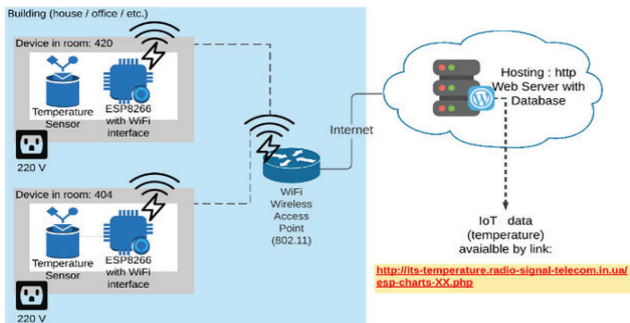 Building (house / office / etc.)
Device in room: 420
Temperature
Sensor
ESP8266
with WiFi
interface
220 V
Device in room: 404
Temperature
Sensor
ESP8266
with WiFi
interface
220 V
WiFi
Wireless
Access
Point
(802.11)
Internet
Hosting : http
Web Server with
Database
IoT data
(temperature)
avaialble by link:
http://its-temperature.radio-signal-telecom.in.ua/
esp-charts-XX.php